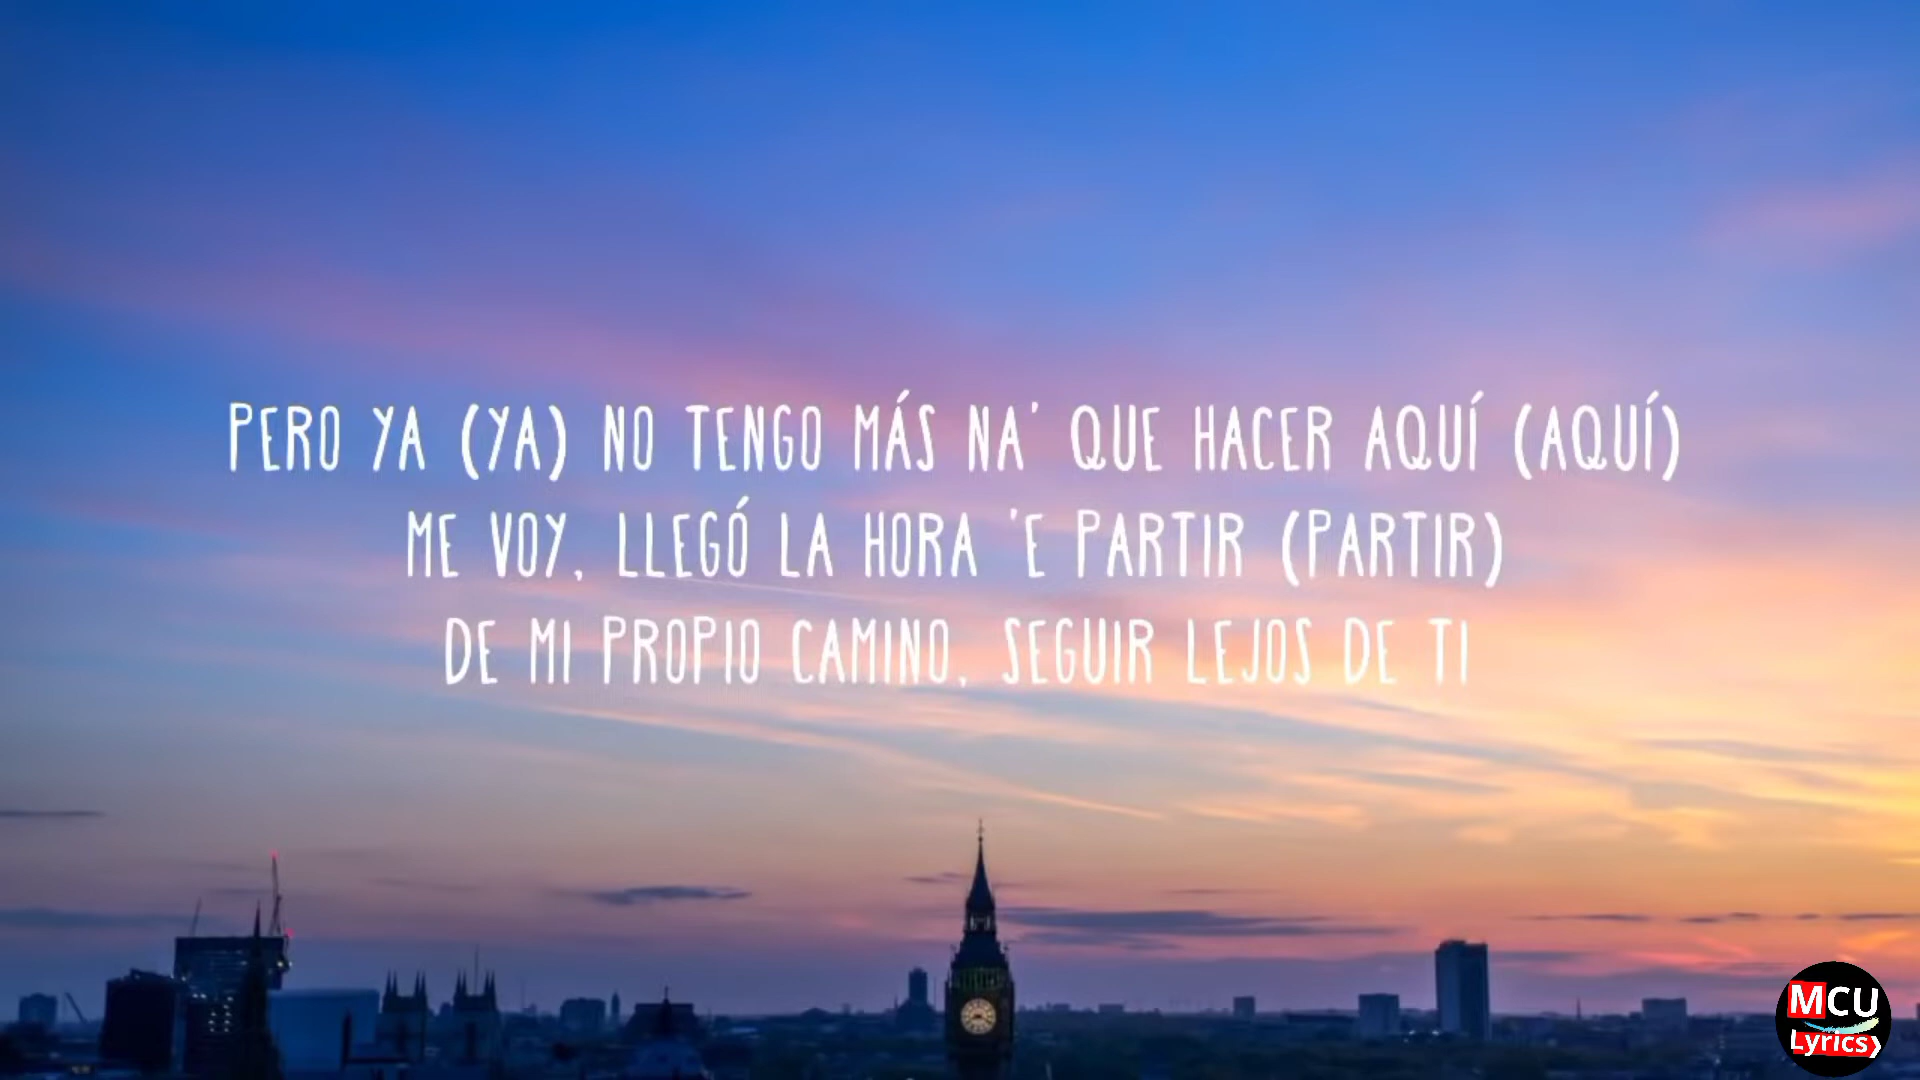 PERO YA (YA) NO TENGO MÁS NA' QUE HACER AQUÍ (AQUÍ)
ME VOY, LLEGÓ LA HORA 'E PARTIR (PARTIR)
DE MI PROPIO CAMINO, SEGUIR LEJOS DE TI
MCU
Lyrics